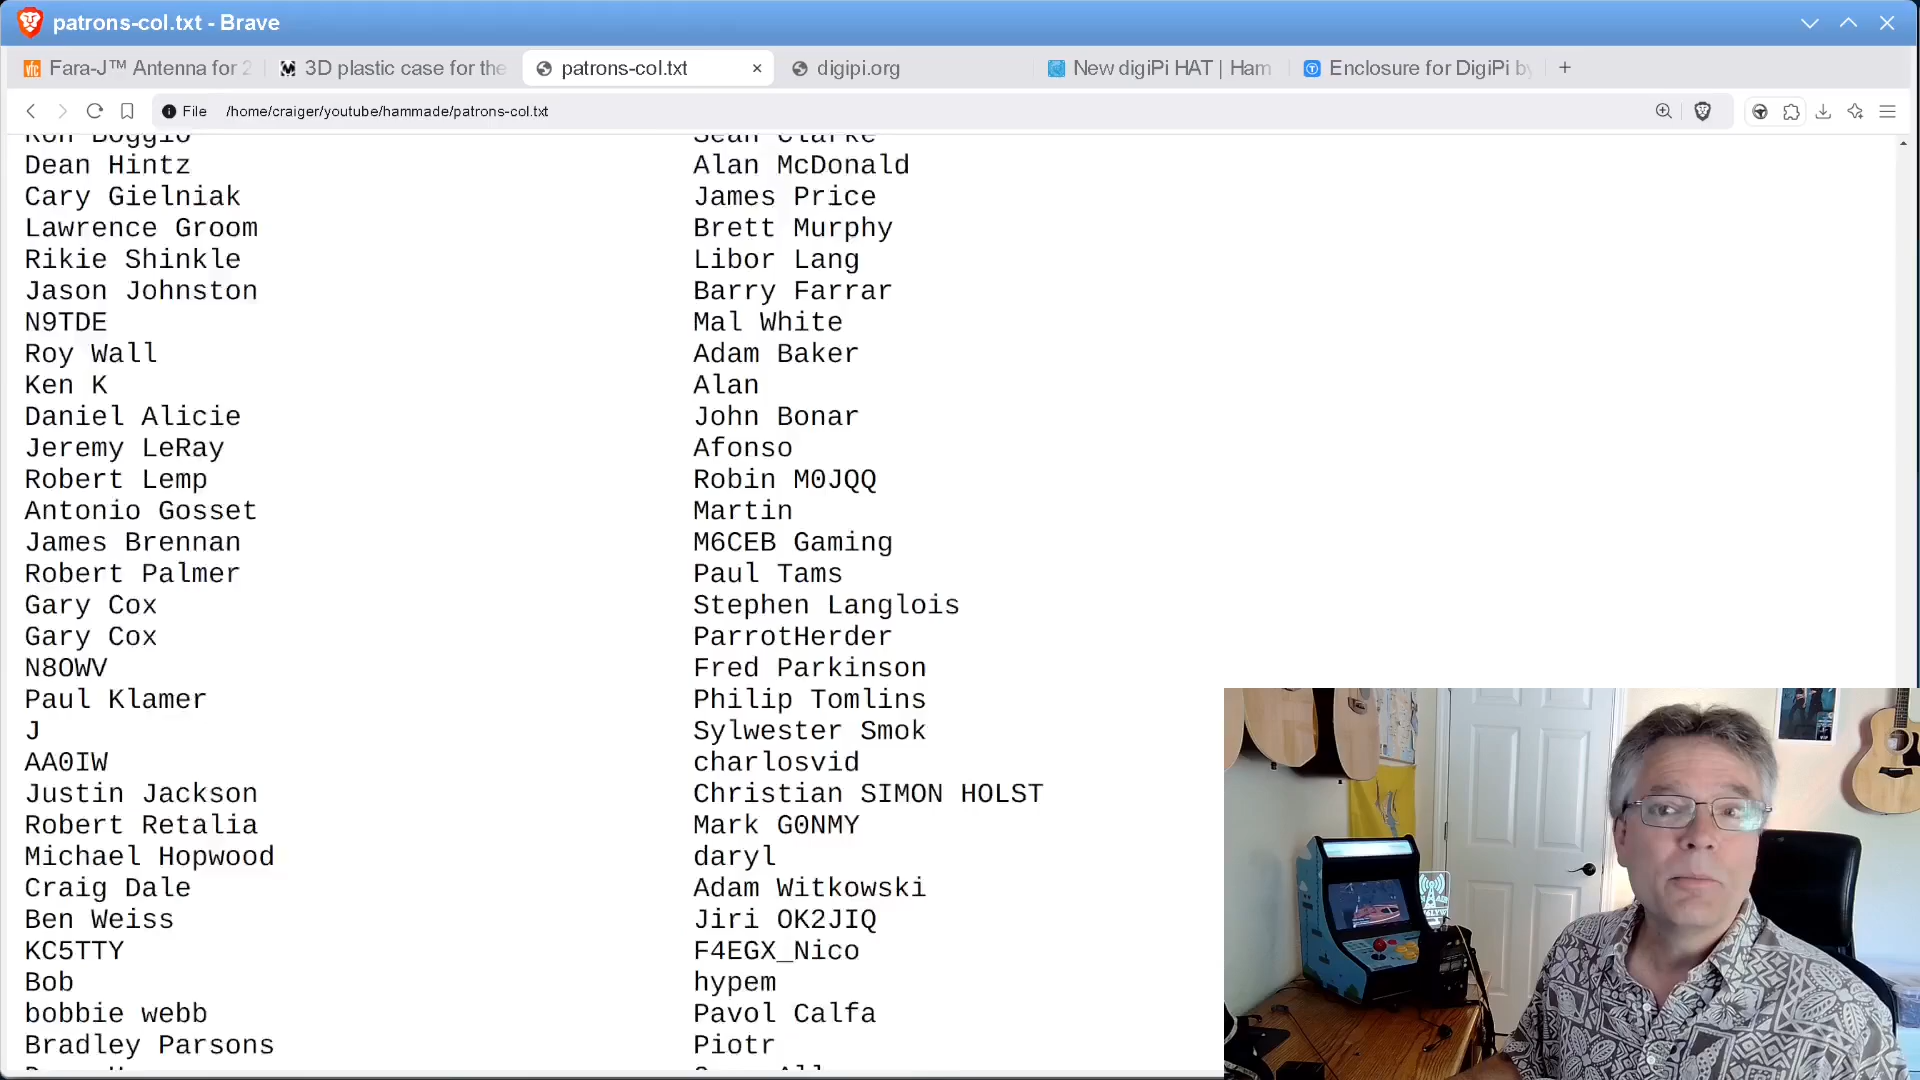 patrons-col.txt - Brave
Fara-J™ Antenna for 2
3D plastic case for the
patrons-col.txt
digipi.org
New digiPi HAT | Ham
Enclosure for DigiPi by
File /home/craiger/youtube/hammade/patrons-col.txt
Ron Boggio Sean Clarke
Dean Hintz Alan McDonald
Cary Gielniak James Price
Lawrence Groom Brett Murphy
Rikie Shinkle Libor Lang
Jason Johnston Barry Farrar
N9TDE Mal White
Roy Wall Adam Baker
Ken K Alan
Daniel Alicie John Bonar
Jeremy LeRay Afonso
Robert Lemp Robin M0JQQ
Antonio Gosset Martin
James Brennan M6CEB Gaming
Robert Palmer Paul Tams
Gary Cox Stephen Langlois
Gary Cox ParrotHerder
N8OWV Fred Parkinson
Paul Klamer Philip Tomlins
J Sylwester Smok
AA0IW charlosvid
Justin Jackson Christian SIMON HOLST
Robert Retalia Mark G0NMY
Michael Hopwood daryl
Craig Dale Adam Witkowski
Ben Weiss Jiri OK2JIQ
KC5TTY F4EGX_Nico
Bob hypem
bobbie webb Pavol Calfa
Bradley Parsons Piotr